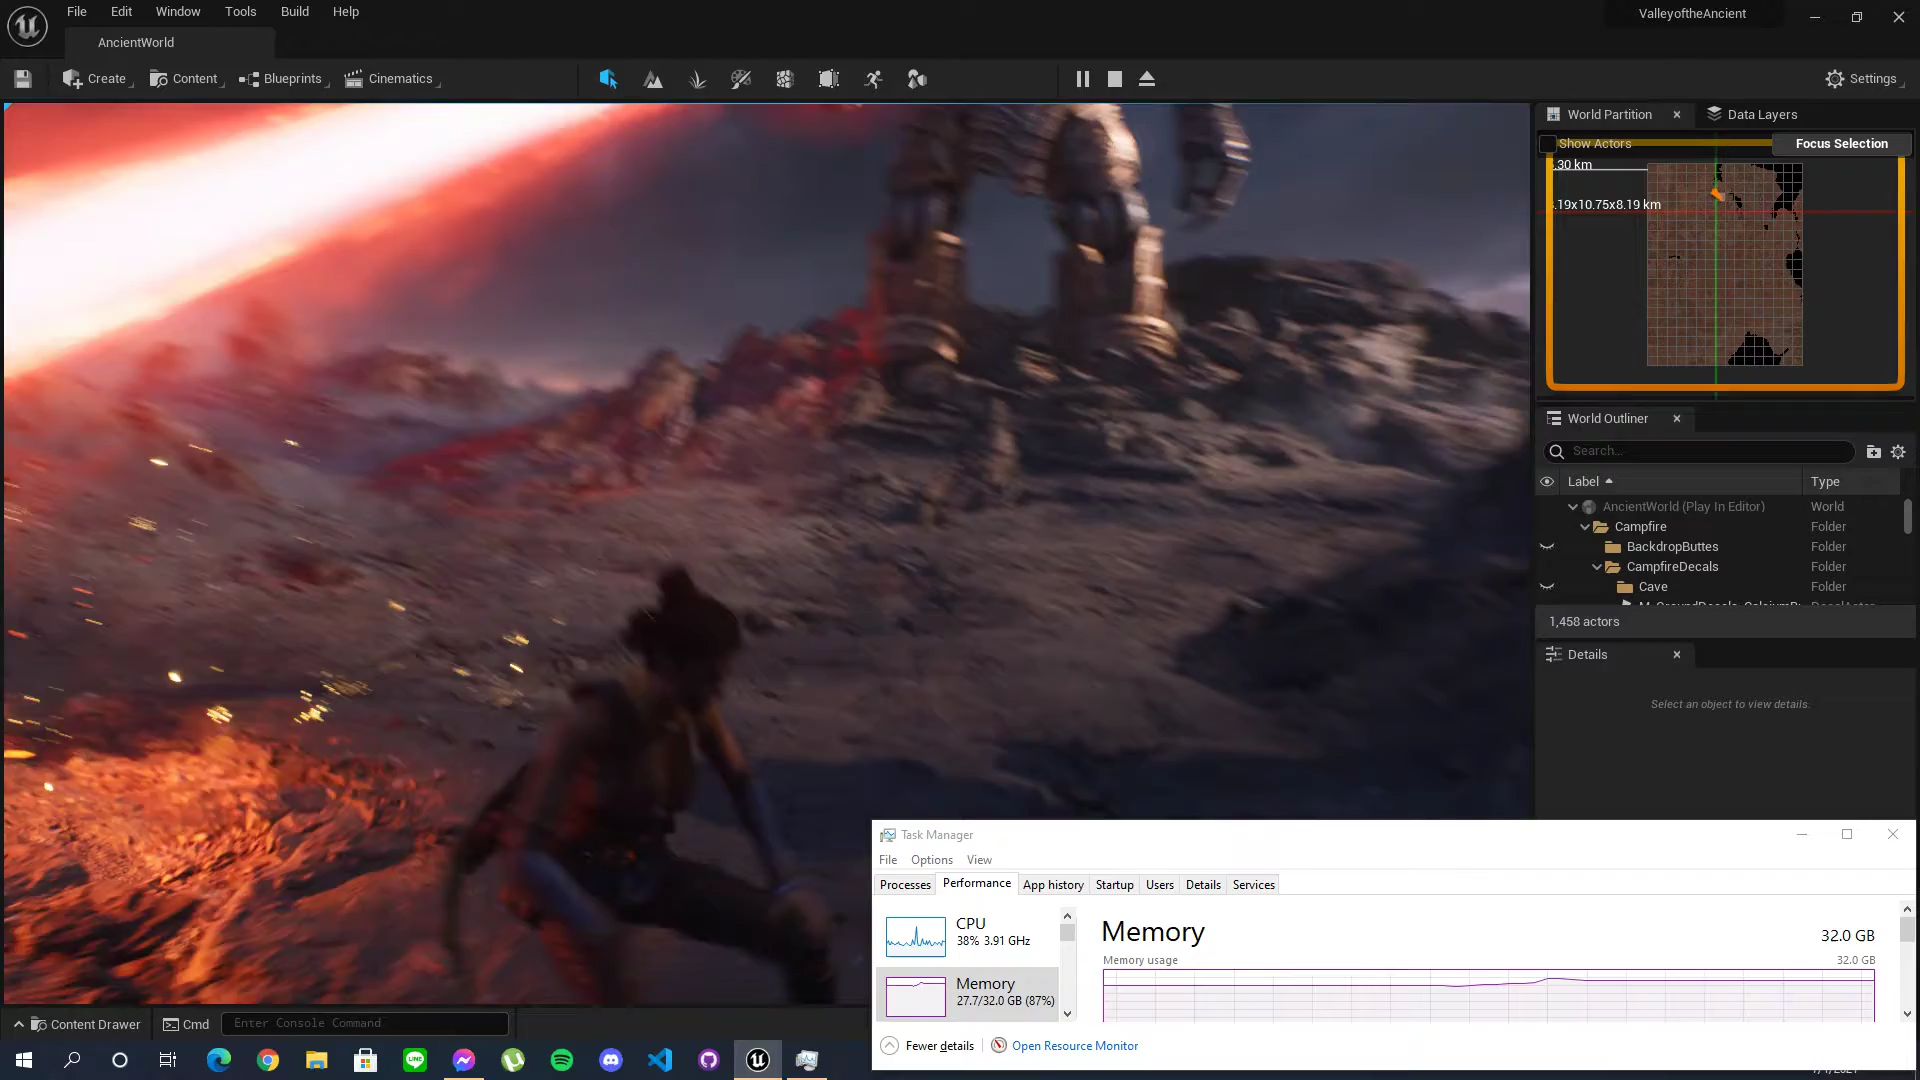 File Edit Window Tools Build Help
ValleyoftheAncient
AncientWorld
Create Content Blueprints Cinematics
Settings
World Partition
Data Layers
Show Actors
Focus Selection
.30 km
.19x10.75x8.19 km
World Outliner
Search...
Label
Type
AncientWorld (Play In Editor) World
Campfire Folder
BackdropButtes Folder
CampfireDecals Folder
Cave Folder
1,458 actors
Details
Select an object to view details.
Task Manager
File Options View
Processes Performance App history Startup Users Details Services
CPU
38% 3.91 GHz
Memory
27.7/32.0 GB (87%)
Memory
32.0 GB
Memory usage
32.0 GB
Fewer details
Open Resource Monitor
Content Drawer
Cmd
Enter Console Command
LINE